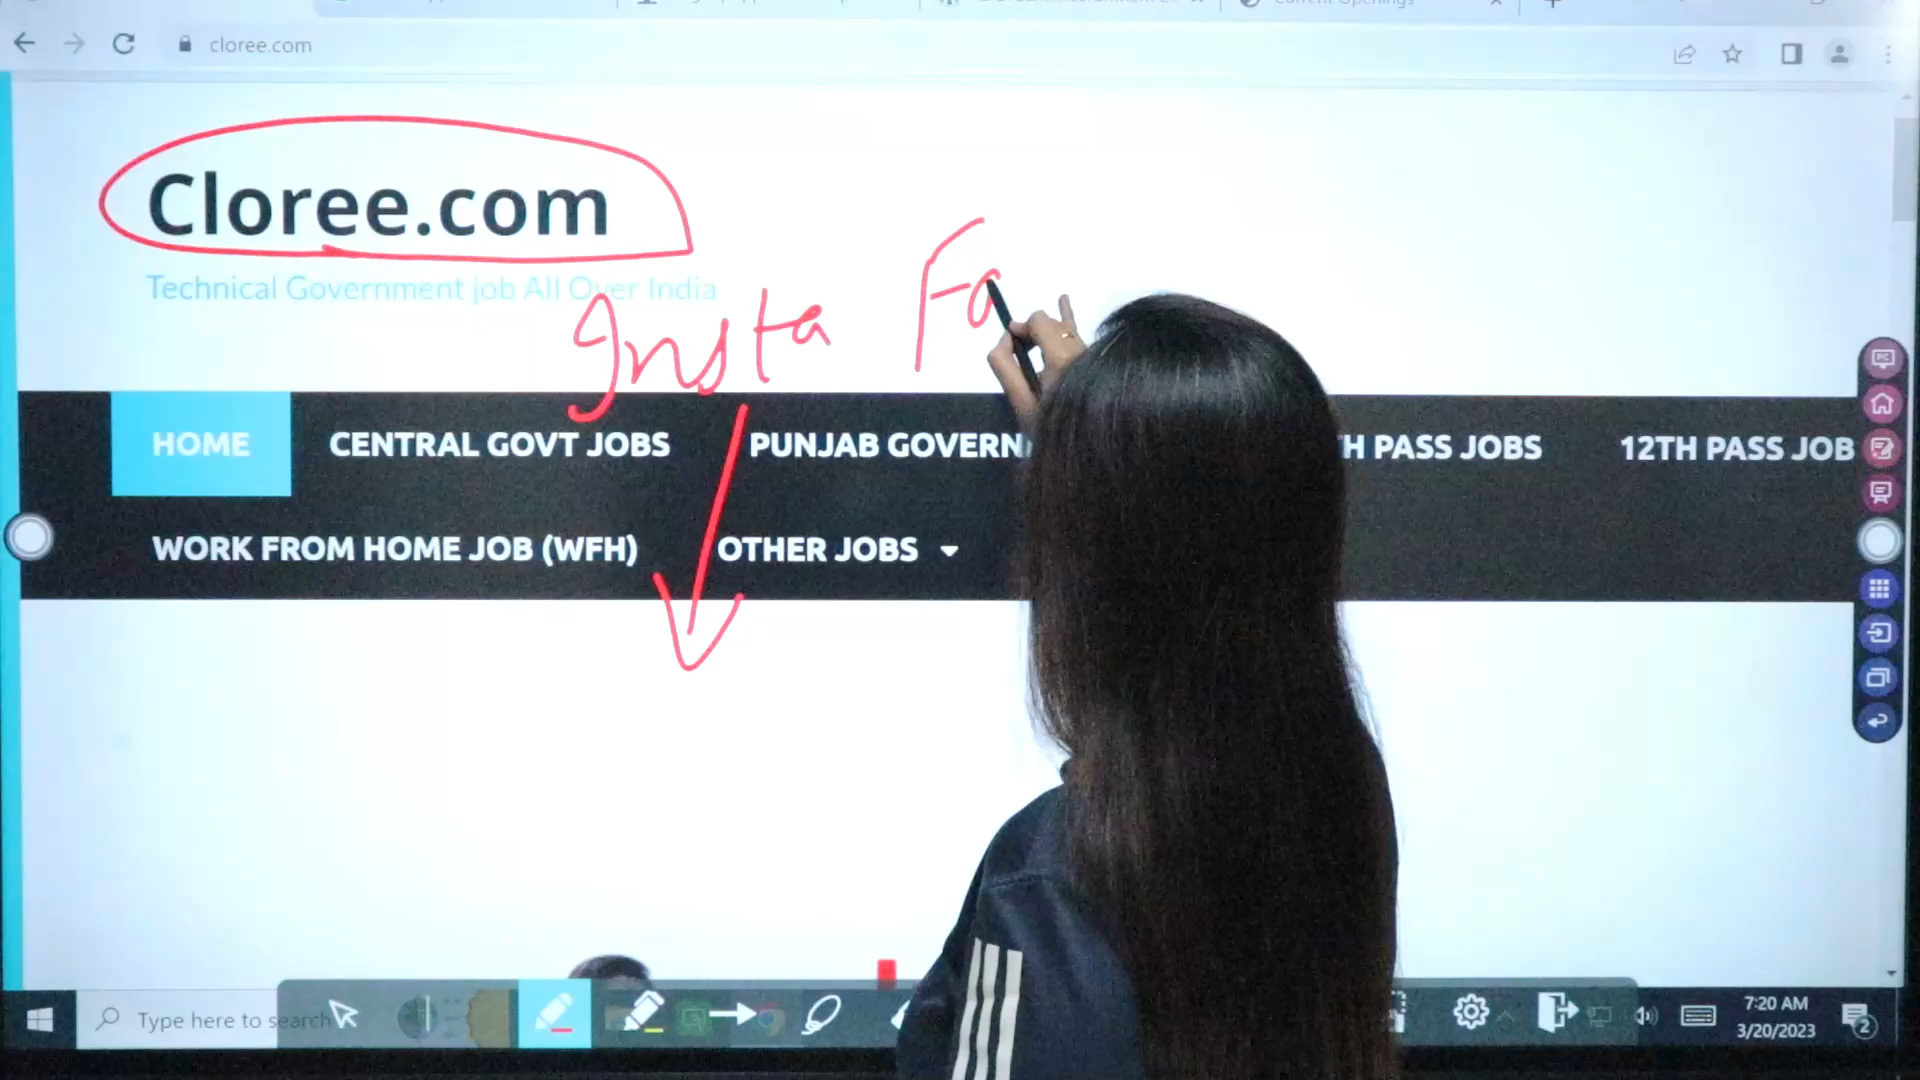 cloree.com
Cloree.com
Technical Government job All Over India
Insta Fa
HOME CENTRAL GOVT JOBS PUNJAB GOVERN H PASS JOBS 12TH PASS JOB
WORK FROM HOME JOB (WFH) OTHER JOBS
Type here to search
7:20 AM
3/20/2023
2